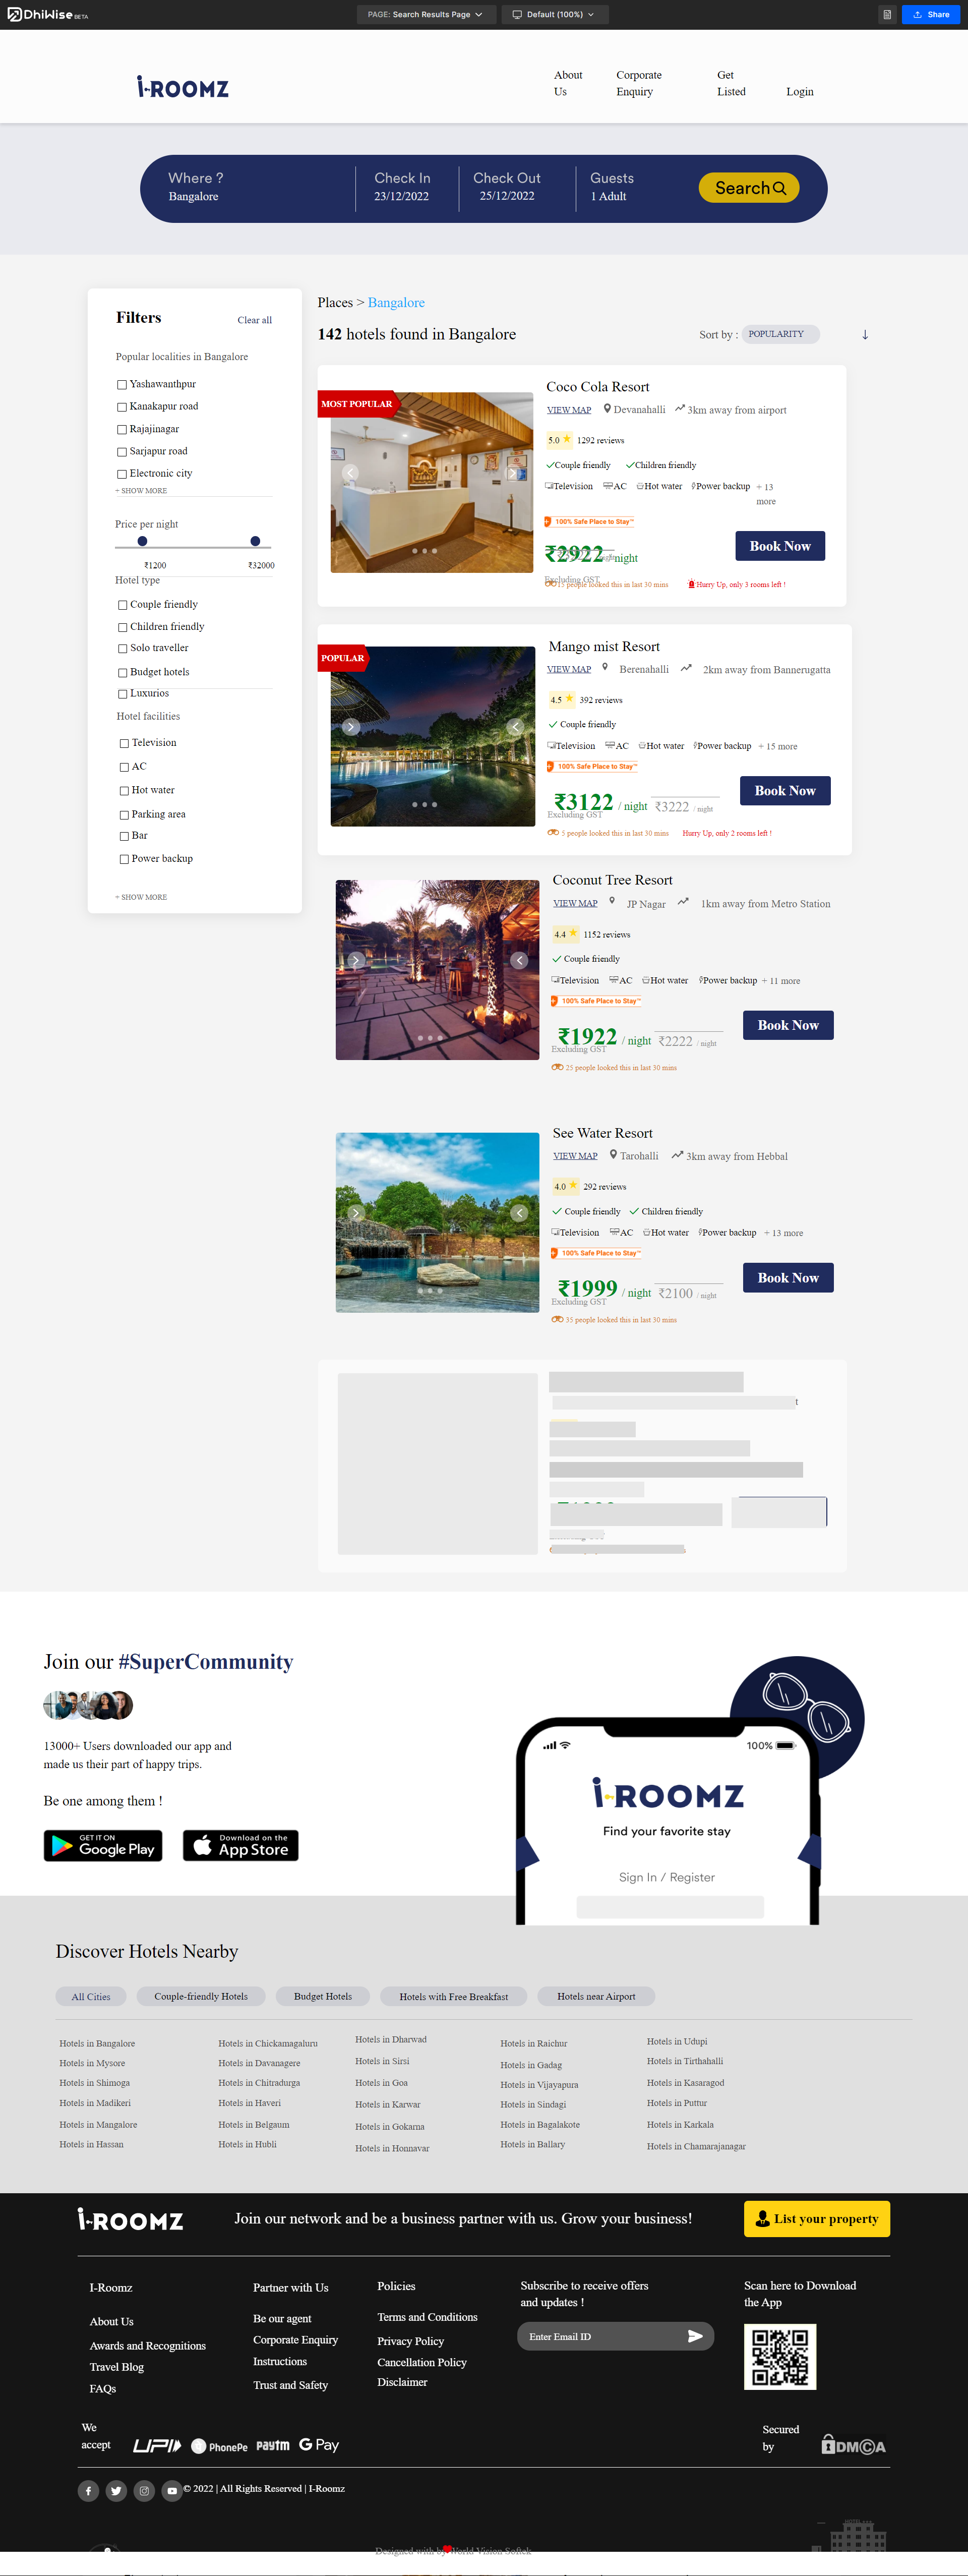 DhiWise BETA
PAGE: Search Results Page
Default (100%)
Share
i-ROOMZ
About Us
Corporate Enquiry
Get Listed
Login
Where ?
Bangalore
Check In
23/12/2022
Check Out
25/12/2022
Guests
1 Adult
Search
Filters
Clear all
Popular localities in Bangalore
Yashawanthpur
Kanakapur road
Rajajinagar
Sarjapur road
Electronic city
+ SHOW MORE
Price per night
₹1200
₹32000
Hotel type
Couple friendly
Children friendly
Solo traveller
Budget hotels
Luxurios
Hotel facilities
Television
AC
Hot water
Parking area
Bar
Power backup
+ SHOW MORE
Places > Bangalore
142 hotels found in Bangalore
Sort by : POPULARITY
MOST POPULAR
Coco Cola Resort
VIEW MAP Devanahalli 3km away from airport
5.0 1292 reviews
Couple friendly Children friendly
Television AC Hot water Power backup + 13 more
100% Safe Place to Stay™
₹2922 night
Book Now
Excluding GST
15 people looked this in last 30 mins Hurry Up, only 3 rooms left !
POPULAR
Mango mist Resort
VIEW MAP Berenahalli 2km away from Bannerugatta
4.5 392 reviews
Couple friendly
Television AC Hot water Power backup + 15 more
100% Safe Place to Stay™
₹3122 / night ₹3222 / night
Book Now
Excluding GST
5 people looked this in last 30 mins Hurry Up, only 2 rooms left !
Coconut Tree Resort
VIEW MAP JP Nagar 1km away from Metro Station
4.4 1152 reviews
Couple friendly
Television AC Hot water Power backup + 11 more
100% Safe Place to Stay™
₹1922 / night ₹2222 / night
Book Now
Excluding GST
25 people looked this in last 30 mins
See Water Resort
VIEW MAP Tarohalli 3km away from Hebbal
4.0 292 reviews
Couple friendly Children friendly
Television AC Hot water Power backup + 13 more
100% Safe Place to Stay™
₹1999 / night ₹2100 / night
Book Now
Excluding GST
35 people looked this in last 30 mins
Join our #SuperCommunity
13000+ Users downloaded our app and
made us their part of happy trips.
Be one among them !
GET IT ON
Google Play
Download on the
App Store
100%
i-ROOMZ
Find your favorite stay
Sign In / Register
Discover Hotels Nearby
All Cities
Couple-friendly Hotels
Budget Hotels
Hotels with Free Breakfast
Hotels near Airport
Hotels in Bangalore
Hotels in Mysore
Hotels in Shimoga
Hotels in Madikeri
Hotels in Mangalore
Hotels in Hassan
Hotels in Chickamagaluru
Hotels in Davanagere
Hotels in Chitradurga
Hotels in Haveri
Hotels in Belgaum
Hotels in Hubli
Hotels in Dharwad
Hotels in Sirsi
Hotels in Goa
Hotels in Karwar
Hotels in Gokarna
Hotels in Honnavar
Hotels in Raichur
Hotels in Gadag
Hotels in Vijayapura
Hotels in Sindagi
Hotels in Bagalakote
Hotels in Ballary
Hotels in Udupi
Hotels in Tirthahalli
Hotels in Kasaragod
Hotels in Puttur
Hotels in Karkala
Hotels in Chamarajanagar
i-ROOMZ
Join our network and be a business partner with us. Grow your business!
List your property
I-Roomz
About Us
Awards and Recognitions
Travel Blog
FAQs
Partner with Us
Be our agent
Corporate Enquiry
Instructions
Trust and Safety
Policies
Terms and Conditions
Privacy Policy
Cancellation Policy
Disclaimer
Subscribe to receive offers
and updates !
Enter Email ID
Scan here to Download
the App
We accept
UPI PhonePe Paytm G Pay
Secured by
DMCA
© 2022 | All Rights Reserved | I-Roomz
Designed with by World Vision Softek